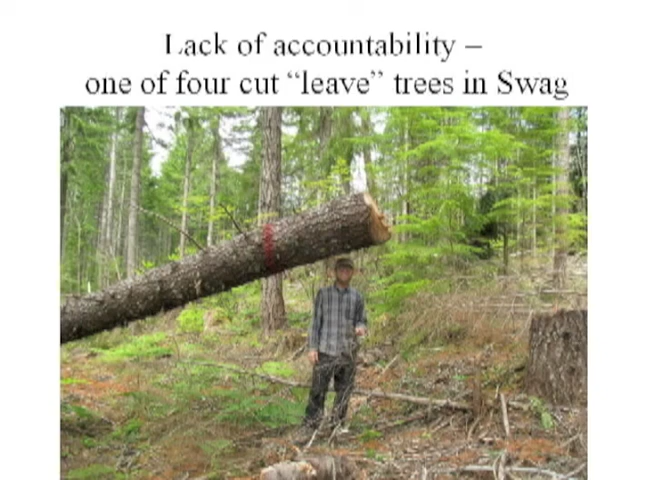 Lack of accountability –
one of four cut “leave” trees in Swag